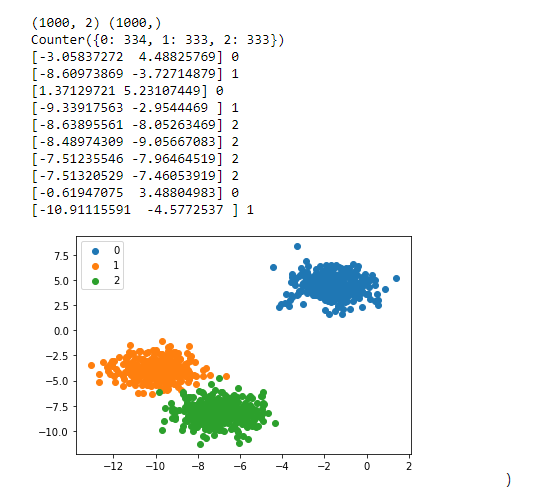 (1000, 2) (1000,)
Counter({0: 334, 1: 333, 2: 333})
[-3.05837272  4.48825769] 0
[-8.60973869 -3.72714879] 1
[1.37129721 5.23107449] 0
[-9.33917563 -2.9544469 ] 1
[-8.63895561 -8.05263469] 2
[-8.48974309 -9.05667083] 2
[-7.51235546 -7.96464519] 2
[-7.51320529 -7.46053919] 2
[-0.61947075  3.48804983] 0
[-10.91115591  -4.5772537 ] 1
0
1
2
7.5
5.0
2.5
0.0
−2.5
−5.0
−7.5
−10.0
−12 −10 −8 −6 −4 −2 0 2
)